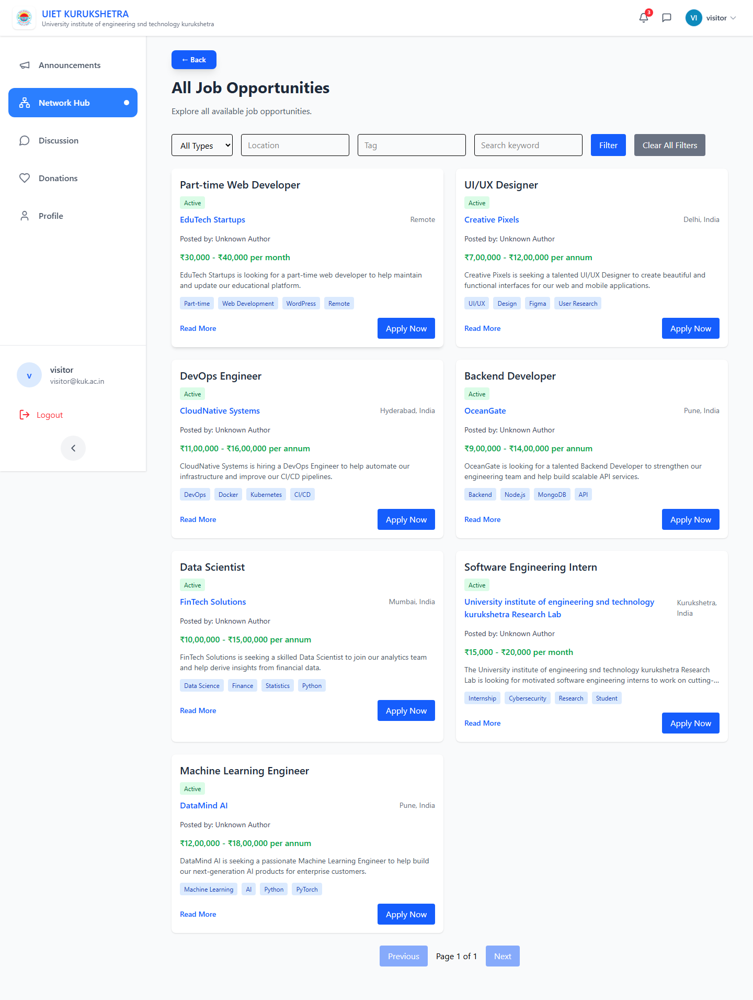 UIET KURUKSHETRA
University institute of engineering snd technology kurukshetra
3
VI
visitor
Announcements
Network Hub
Discussion
Donations
Profile
v
visitor
visitor@kuk.ac.in
Logout
← Back
All Job Opportunities
Explore all available job opportunities.
All Types
Location
Tag
Search keyword
Filter
Clear All Filters
Part-time Web Developer
Active
EduTech Startups
Remote
Posted by: Unknown Author
₹30,000 - ₹40,000 per month
EduTech Startups is looking for a part-time web developer to help maintain
and update our educational platform.
Part-time
Web Development
WordPress
Remote
Read More
Apply Now
UI/UX Designer
Active
Creative Pixels
Delhi, India
Posted by: Unknown Author
₹7,00,000 - ₹12,00,000 per annum
Creative Pixels is seeking a talented UI/UX Designer to create beautiful and
functional interfaces for our web and mobile applications.
UI/UX
Design
Figma
User Research
Read More
Apply Now
DevOps Engineer
Active
CloudNative Systems
Hyderabad, India
Posted by: Unknown Author
₹11,00,000 - ₹16,00,000 per annum
CloudNative Systems is hiring a DevOps Engineer to help automate our
infrastructure and improve our CI/CD pipelines.
DevOps
Docker
Kubernetes
CI/CD
Read More
Apply Now
Backend Developer
Active
OceanGate
Pune, India
Posted by: Unknown Author
₹9,00,000 - ₹14,00,000 per annum
OceanGate is looking for a talented Backend Developer to strengthen our
engineering team and help build scalable API services.
Backend
Node.js
MongoDB
API
Read More
Apply Now
Data Scientist
Active
FinTech Solutions
Mumbai, India
Posted by: Unknown Author
₹10,00,000 - ₹15,00,000 per annum
FinTech Solutions is seeking a skilled Data Scientist to join our analytics team
and help derive insights from financial data.
Data Science
Finance
Statistics
Python
Read More
Apply Now
Software Engineering Intern
Active
University institute of engineering snd technology
kurukshetra Research Lab
Kurukshetra,
India
Posted by: Unknown Author
₹15,000 - ₹20,000 per month
The University institute of engineering snd technology kurukshetra Research
Lab is looking for motivated software engineering interns to work on cutting-...
Internship
Cybersecurity
Research
Student
Read More
Apply Now
Machine Learning Engineer
Active
DataMind AI
Pune, India
Posted by: Unknown Author
₹12,00,000 - ₹18,00,000 per annum
DataMind AI is seeking a passionate Machine Learning Engineer to help build
our next-generation AI products for enterprise customers.
Machine Learning
AI
Python
PyTorch
Read More
Apply Now
Previous
Page 1 of 1
Next